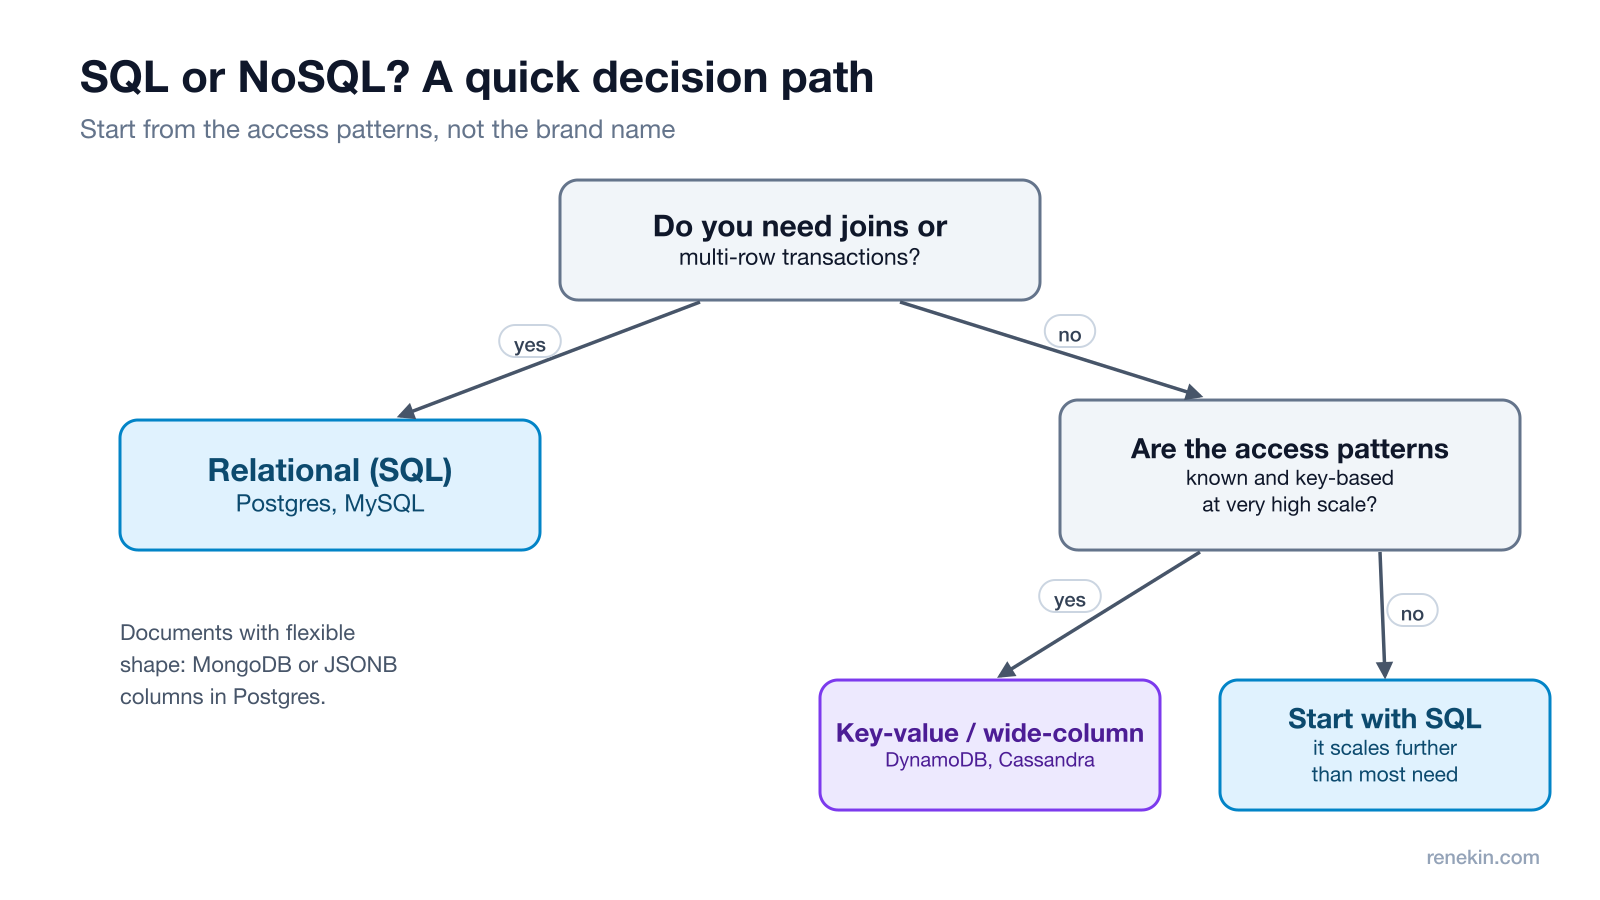 SQL or NoSQL? A quick decision path
Start from the access patterns, not the brand name
Do you need joins or
multi-row transactions?
yes
no
Relational (SQL)
Postgres, MySQL
Are the access patterns
known and key-based
at very high scale?
yes
no
Documents with flexible
shape: MongoDB or JSONB
columns in Postgres.
Key-value / wide-column
DynamoDB, Cassandra
Start with SQL
it scales further
than most need
renekin.com